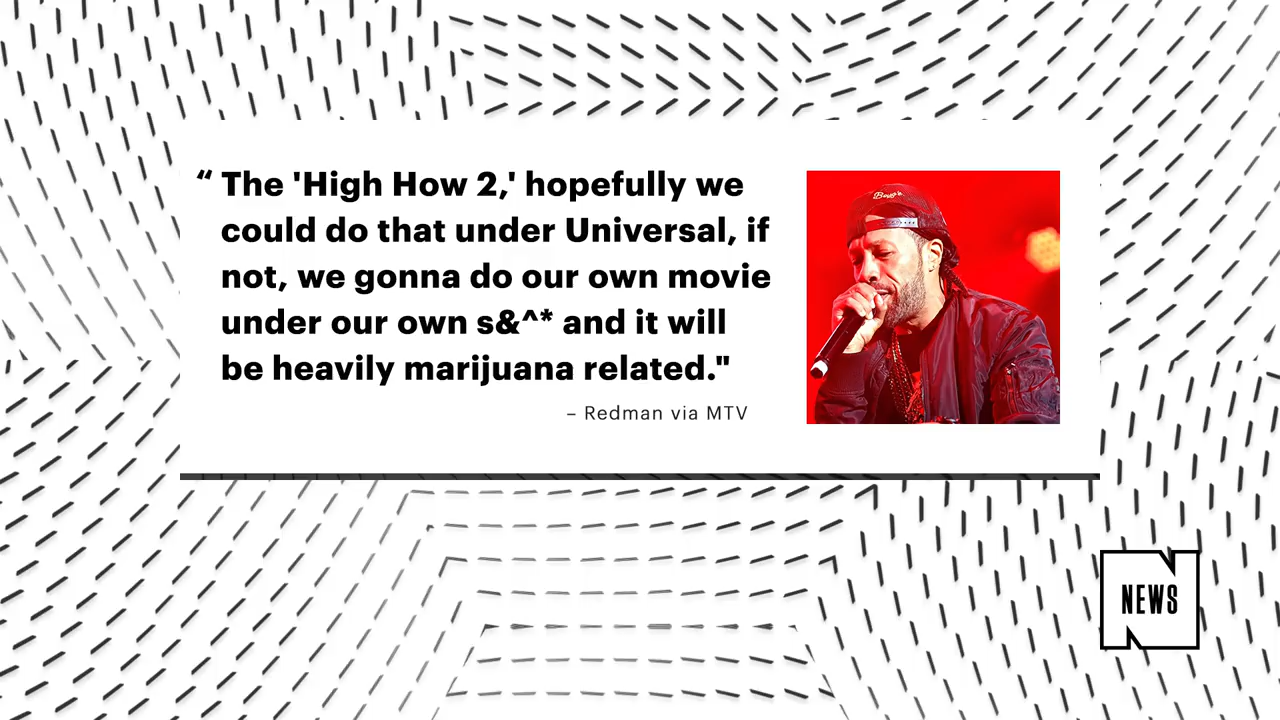 “ The 'High How 2,' hopefully we
could do that under Universal, if
not, we gonna do our own movie
under our own s&^* and it will
be heavily marijuana related."
– Redman via MTV
NEWS